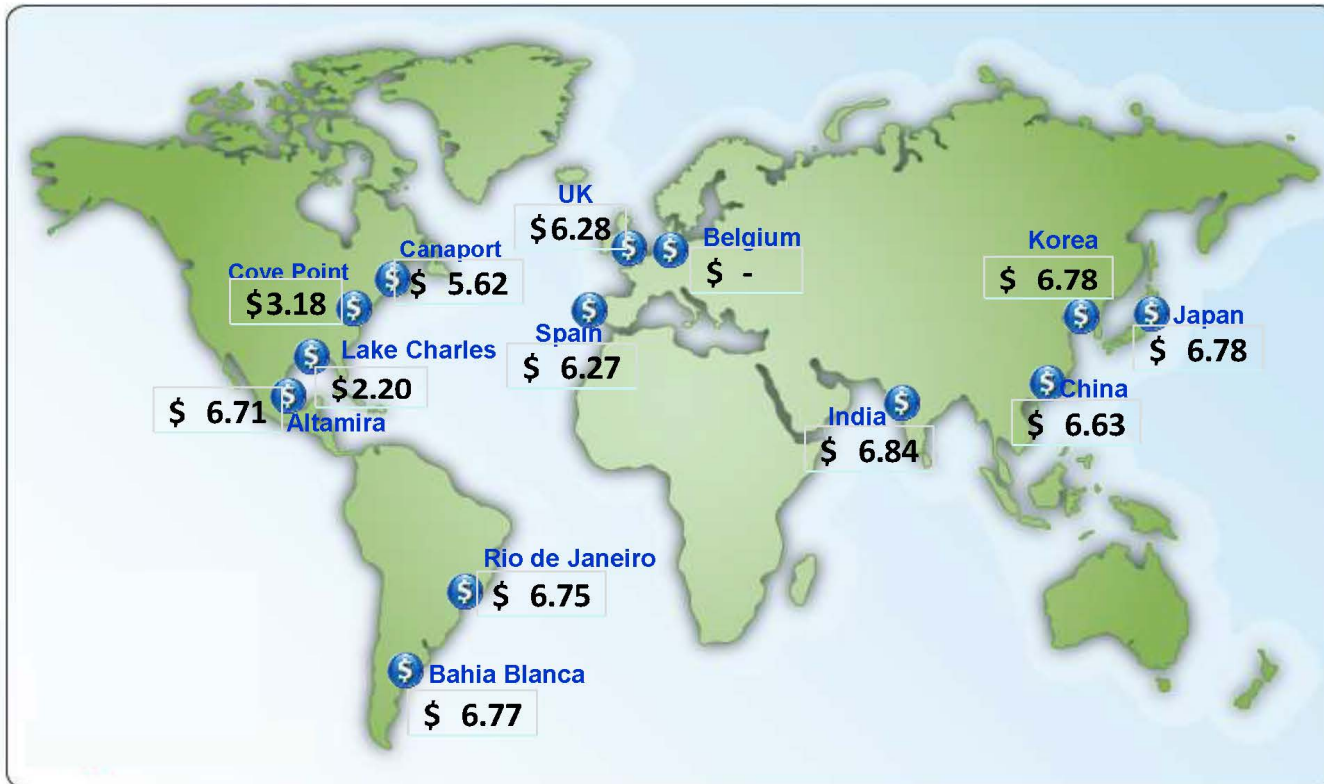 UK
$6.28
Belgium
$ -
Korea
$ 6.78
Canaport
$ 5.62
Cove Point
$3.18
Japan
$ 6.78
Spain
$ 6.27
Lake Charles
$2.20
$ 6.71
Altamira
China
$ 6.63
India
$ 6.84
Rio de Janeiro
$ 6.75
Bahia Blanca
$ 6.77